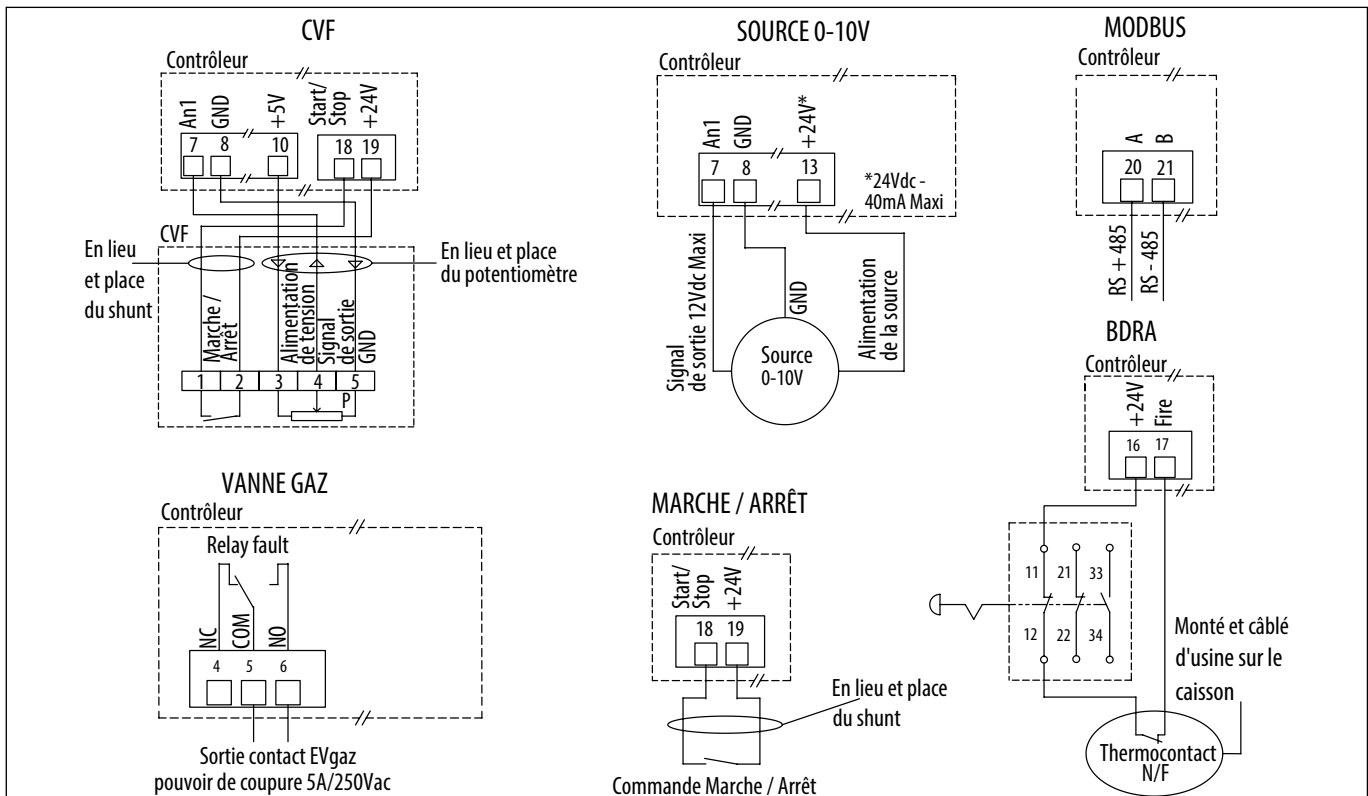 CVF
Contrôleur
An1
GND
+5V
Start/
Stop
+24V
7
8
10
18
19
CVF
En lieu
et place
du shunt
En lieu et place
du potentiomètre
Marche /
Arrêt
Alimentation
de tension
Signal
de sortie
GND
1
2
3
4
5
P
SOURCE 0-10V
Contrôleur
An1
GND
+24V*
7
8
13
*24Vdc -
40mA Maxi
Signal
de sortie 12Vdc Maxi
GND
Alimentation
de la source
Source
0-10V
MODBUS
Contrôleur
A
B
20
21
RS + 485
RS - 485
BDRA
Contrôleur
+24V
Fire
16
17
11
21
33
12
22
34
Monté et câblé
d'usine sur le
caisson
Thermocontact
N/F
VANNE GAZ
Contrôleur
Relay fault
NC
COM
NO
4
5
6
Sortie contact EVgaz
pouvoir de coupure 5A/250Vac
MARCHE / ARRÊT
Contrôleur
Start/
Stop
+24V
18
19
En lieu et place
du shunt
Commande Marche / Arrêt